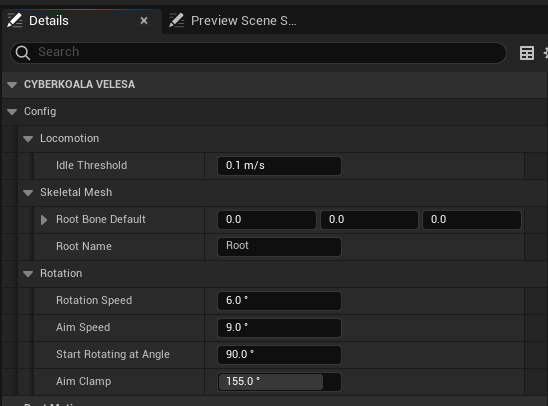 Details
Preview Scene S...
Search
CYBERKOALA VELESA
Config
Locomotion
Idle Threshold 0.1 m/s
Skeletal Mesh
Root Bone Default 0.0 0.0 0.0
Root Name Root
Rotation
Rotation Speed 6.0 °
Aim Speed 9.0 °
Start Rotating at Angle 90.0 °
Aim Clamp 155.0 °